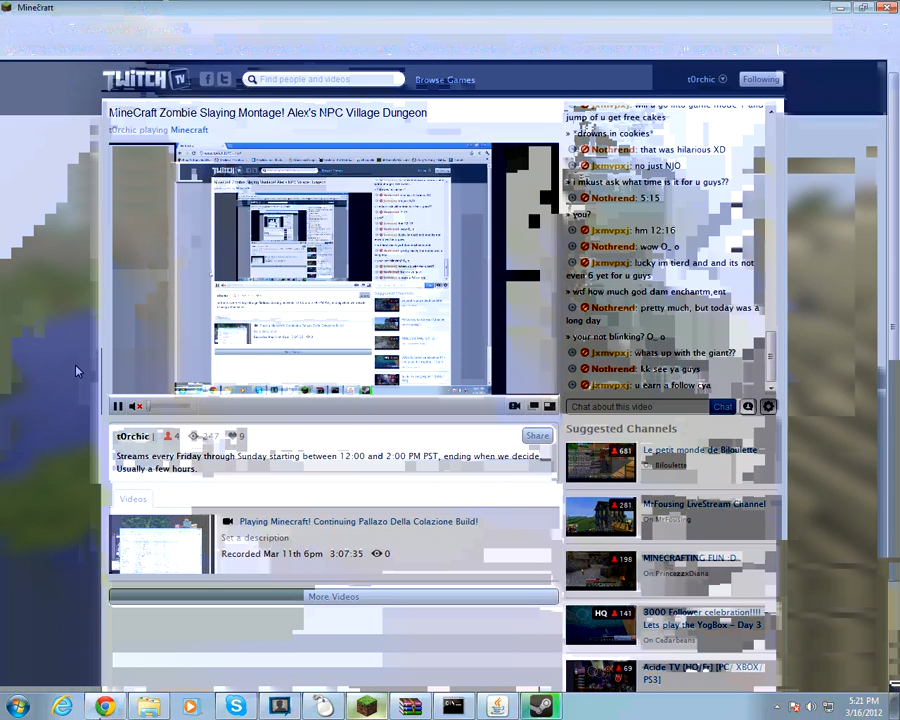 Minecraft
TWITCH TV
Find people and videos
Browse Games
t0rchic
Following
MineCraft Zombie Slaying Montage! Alex's NPC Village Dungeon
t0rchic playing Minecraft
jump of u get free cakes
» *drowns in cookies*
Nothrend: that was hilarious XD
Jxmvpxj: no just NJO
» i mkust ask what time is it for u guys??
Nothrend: 5:15
» you?
Jxmvpxj: hm 12:16
Nothrend: wow O_o
Jxmvpxj: lucky im tierd and and its not
even 6 yet for u guys
» wd how much god dam enchantm,ent
Nothrend: pretty much, but today was a
long day
» your not blinking? O_o
Jxmvpxj: whats up with the giant??
Nothrend: kk see ya guys
Jxmvpxj: u earn a follow cya
Chat about this video
Chat
t0rchic
4
247
9
Share
Streams every Friday through Sunday starting between 12:00 and 2:00 PM PST, ending when we decide.
Usually a few hours.
Videos
Playing Minecraft! Continuing Pallazo Della Colazione Build!
Set a description
Recorded Mar 11th 6pm 3:07:35 0
More Videos
Suggested Channels
681
Le petit monde de Biloulette
On Biloulette
281
MrFousing LiveStream Channel
On MrFousing
198
MINECRAFTING FUN :D
On PrincezzxDiana
HQ 141
3000 Follower celebration!!!!
Lets play the YogBox - Day 3
On Cedarbeans
69
Acide TV [HQ/Fr] [PC/ XBOX/
PS3]
5:21 PM
3/16/2012